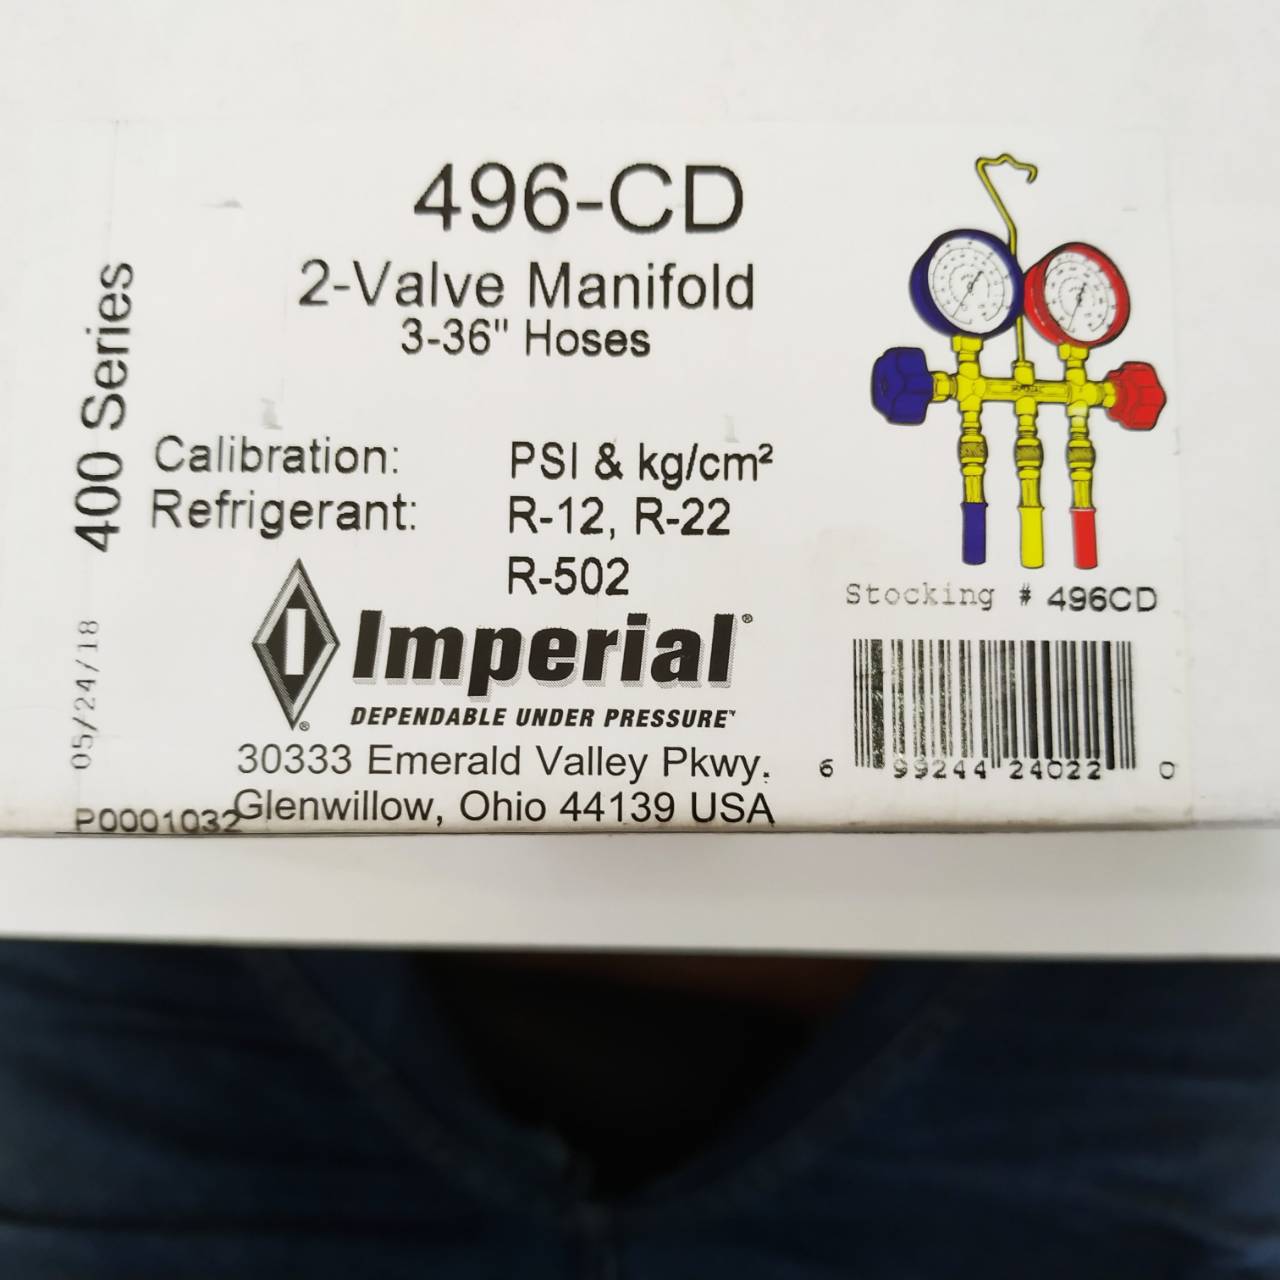 496-CD
2-Valve Manifold
3-36" Hoses
400 Series
Calibration: PSI & kg/cm²
Refrigerant: R-12, R-22
R-502
Imperial®
®
DEPENDABLE UNDER PRESSURE™
30333 Emerald Valley Pkwy.
Glenwillow, Ohio 44139 USA
05/24/18
P0001032
Stocking # 496CD
6 99244 24022 0